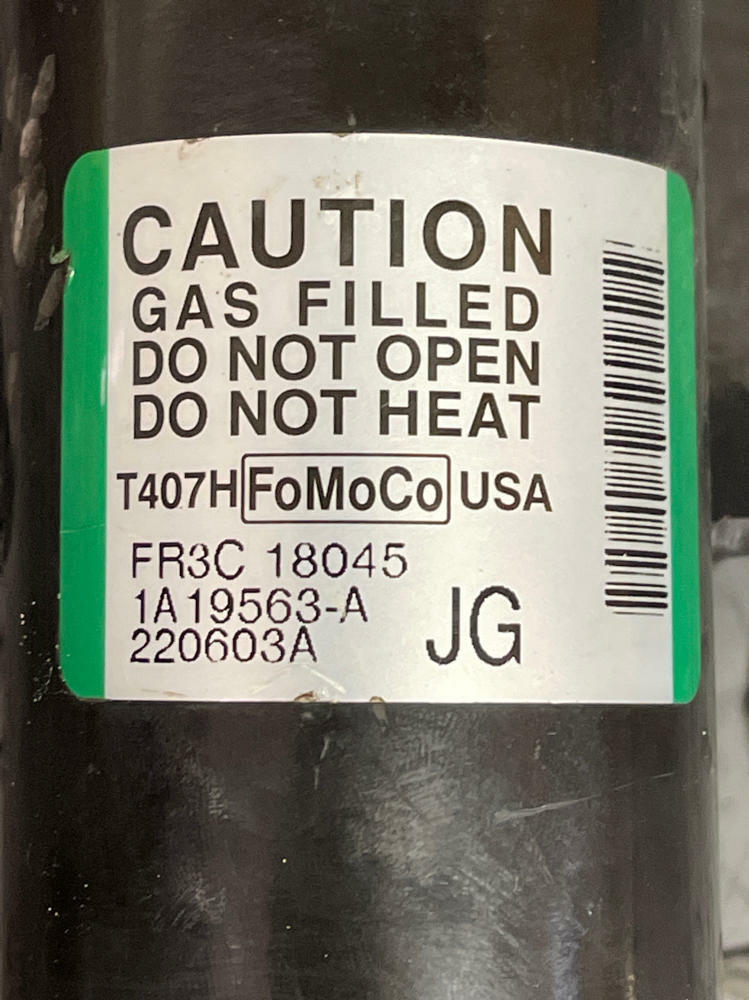 CAUTION
GAS FILLED
DO NOT OPEN
DO NOT HEAT
T407H FoMoCo USA
FR3C 18045
1A19563-A
220603A JG